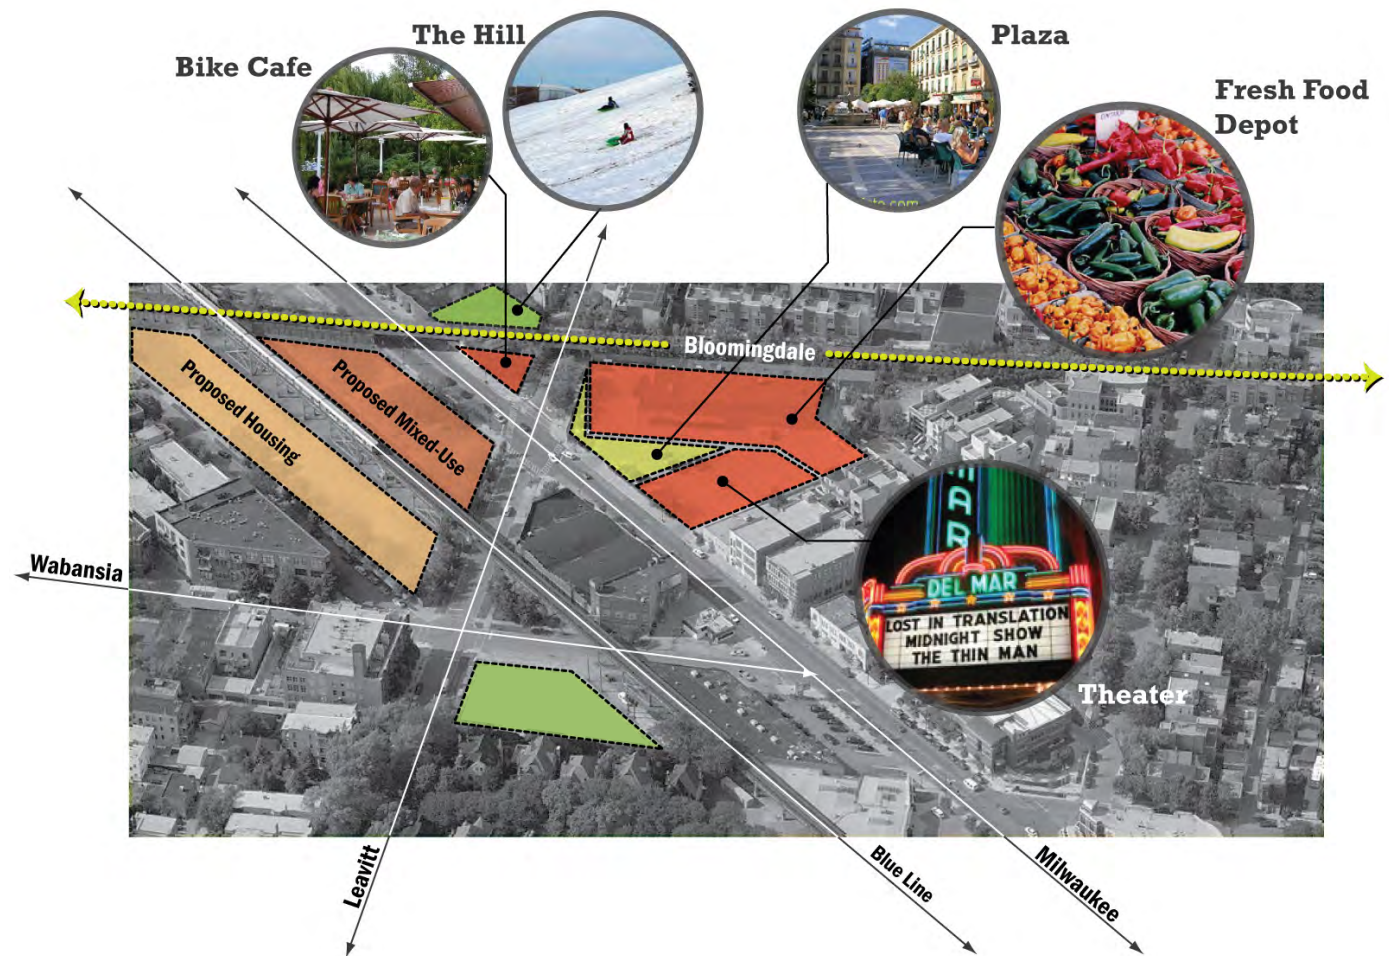 The Hill
Plaza
Bike Cafe
Fresh Food
Depot
Bloomingdale
Proposed Housing
Proposed Mixed-Use
Wabansia
MAR
DEL MAR
LOST IN TRANSLATION
MIDNIGHT SHOW
THE THIN MAN
Theater
Leavitt
Blue Line
Milwaukee